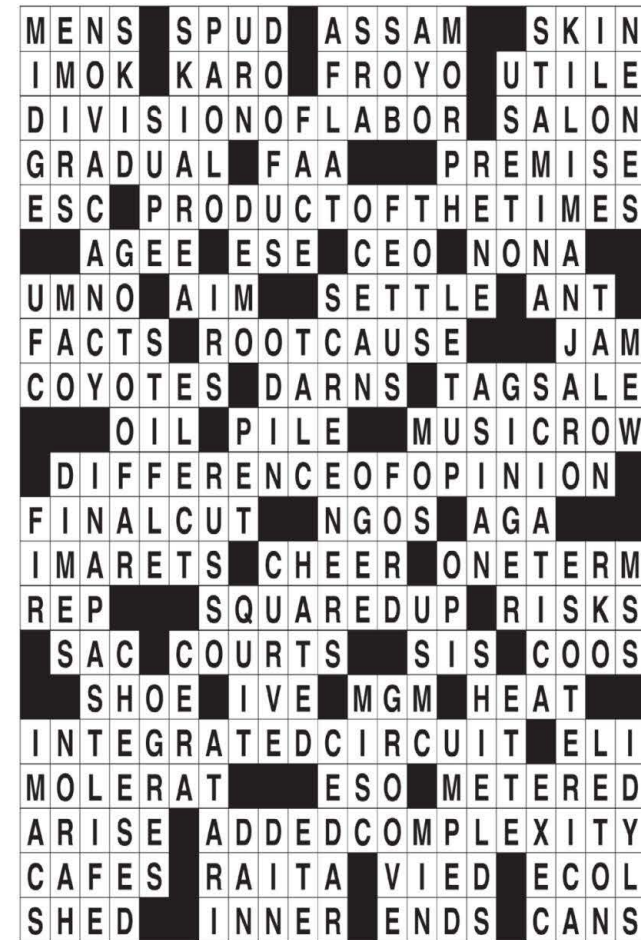 MENS SPUD ASSAM SKIN
IMOK KARO FROYO UTILE
DIVISIONOFLABOR SALON
GRADUAL FAA PREMISE
ESC PRODUCTOFTHETIMES
AGEE ESE CEO NONA
UMNO AIM SETTLE ANT
FACTS ROOTCAUSE JAM
COYOTES DARNS TAGSALE
OIL PILE MUSICROW
DIFFERENCEOFOPINION
FINALCUT NGOS AGA
IMARETS CHEER ONETERM
REP SQUAREDUP RISKS
SAC COURTS SIS COOS
SHOE IVE MGM HEAT
INTEGRATEDCIRCUIT ELI
MOLERAT ESO METERED
ARISE ADDEDCOMPLEXITY
CAFES RAITA VIED ECOL
SHED INNER ENDS CANS